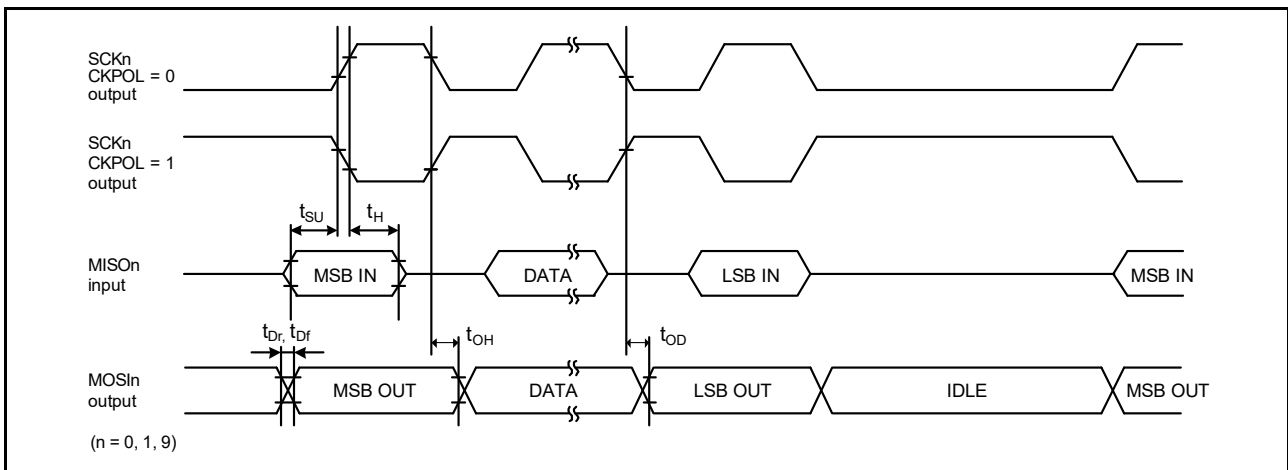 SCKn
CKPOL = 0
output
SCKn
CKPOL = 1
output
tSU
tH
MISOn
input
MSB IN
DATA
LSB IN
MSB IN
tDr, tDf
tOH
tOD
MOSIn
output
MSB OUT
DATA
LSB OUT
IDLE
MSB OUT
(n = 0, 1, 9)